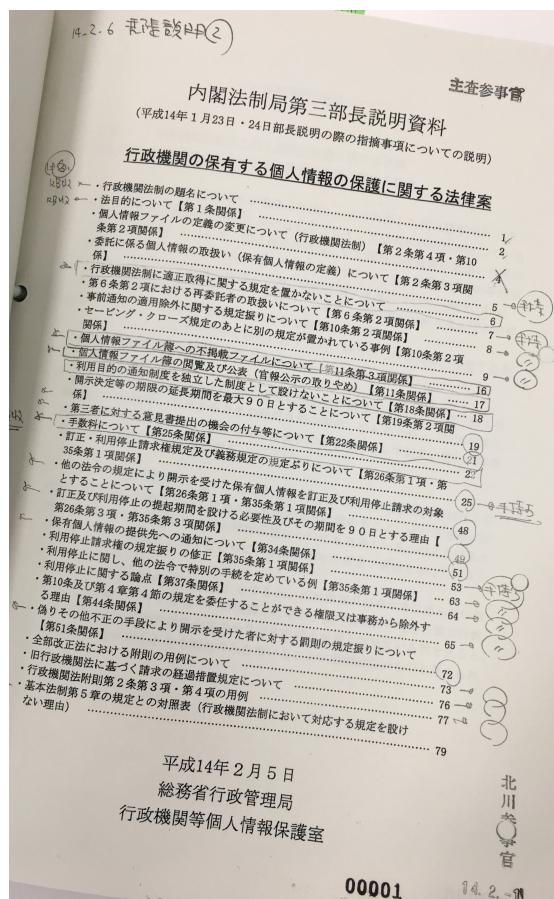 14.2.6
主査参事官
内閣法制局第三部長説明資料
(平成14年1月23日・24日部長説明の際の指摘事項についての説明)
行政機関の保有する個人情報の保護に関する法律案
・行政機関法制の題名について ……… 1
・法目的について【第1条関係】 ……… 2
・個人情報ファイルの定義の変更について(行政機関法制)【第2条第4項・第10
条第2項関係】 ……… 4
・委託に係る個人情報の取扱い(保有個人情報の定義)について【第2条第3項関
係】 ……… 5
・行政機関法制に適正取得に関する規定を置かないことについて ……… 6
・第6条第2項における再委託者の取扱いについて【第6条第2項関係】 ……… 7
・事前通知の適用除外に関する規定振りについて【第10条第2項関係】 ……… 8
・セービング・クローズ規定のあとに別の規定が置かれている事例【第10条第2項
関係】 ……… 9
・個人情報ファイル簿への不掲載ファイルについて【第11条第3項関係】 ……… 16
・個人情報ファイル簿の閲覧及び公表(官報公示の取りやめ)【第11条関係】 ……… 17
・利用目的の通知制度を独立した制度として設けないことについて【第18条関係】 18
・開示決定等の期限の延長期間を最大90日とすることについて【第19条第2項関
係】 ……… 19
・第三者に対する意見書提出の機会の付与等について【第22条関係】 ……… 21
・手数料について【第25条関係】 ……… 22
・訂正・利用停止請求権規定及び義務規定の規定ぶりについて【第26条第1項・第
35条第1項関係】 ……… 25
・他の法令の規定により開示を受けた保有個人情報を訂正及び利用停止請求の対象
とすることについて【第26条第1項・第35条第1項関係】 ……… 48
・訂正及び利用停止の提起期間を設ける必要性及びその期間を90日とする理由【
第26条第3項・第35条第3項関係】 ……… 49
・保有個人情報の提供先への通知について【第34条関係】 ……… 51
・利用停止請求権の規定振りの修正【第35条第1項関係】 ……… 53
・利用停止に関し、他の法令で特別の手続を定めている例【第35条第1項関係】 63
・利用停止に関する論点【第37条関係】 ……… 64
・第10条及び第4章第4節の規定を委任することができる権限又は事務から除外す
る理由【第44条関係】 ……… 65
・偽りその他不正の手段により開示を受けた者に対する罰則の規定振りについて
【第51条関係】 ……… 72
・全部改正法における附則の用例について ……… 73
・旧行政機関法に基づく請求の経過措置規定について ……… 76
・行政機関法附則第2条第3項・第4項の用例 ……… 77
・基本法制第5章の規定との対照表(行政機関法制において対応する規定を設け
ない理由) ……… 79
平成14年2月5日
総務省行政管理局
行政機関等個人情報保護室
北川参事官
00001